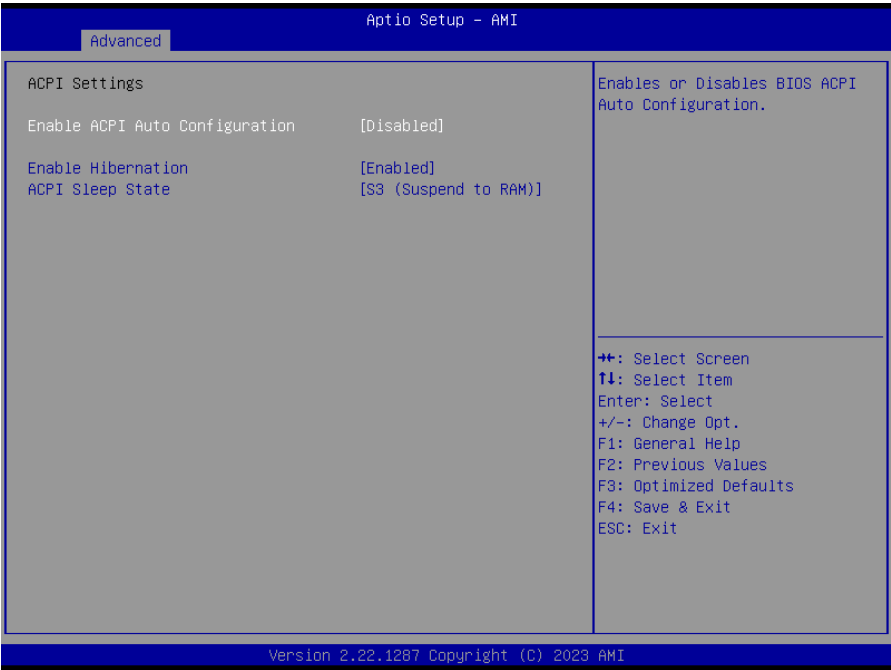 Aptio Setup - AMI
Advanced
ACPI Settings
Enable ACPI Auto Configuration [Disabled]
Enable Hibernation [Enabled]
ACPI Sleep State [S3 (Suspend to RAM)]
Enables or Disables BIOS ACPI
Auto Configuration.
→←: Select Screen
↑↓: Select Item
Enter: Select
+/-: Change Opt.
F1: General Help
F2: Previous Values
F3: Optimized Defaults
F4: Save & Exit
ESC: Exit
Version 2.22.1287 Copyright (C) 2023 AMI